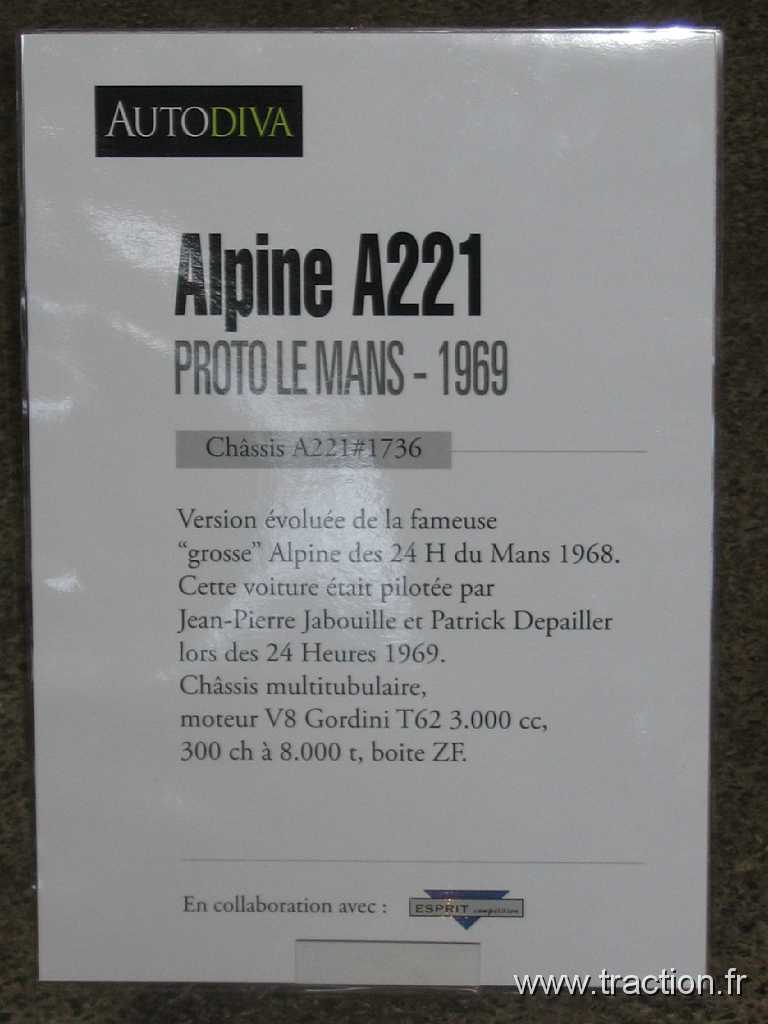 AUTODIVA
Alpine A221
PROTO LE MANS - 1969
Châssis A221#1736
Version évoluée de la fameuse
“grosse” Alpine des 24 H du Mans 1968.
Cette voiture était pilotée par
Jean-Pierre Jabouille et Patrick Depailler
lors des 24 Heures 1969.
Châssis multitubulaire,
moteur V8 Gordini T62 3.000 cc,
300 ch à 8.000 t, boite ZF.
En collaboration avec :
ESPRIT compétition
www.traction.fr